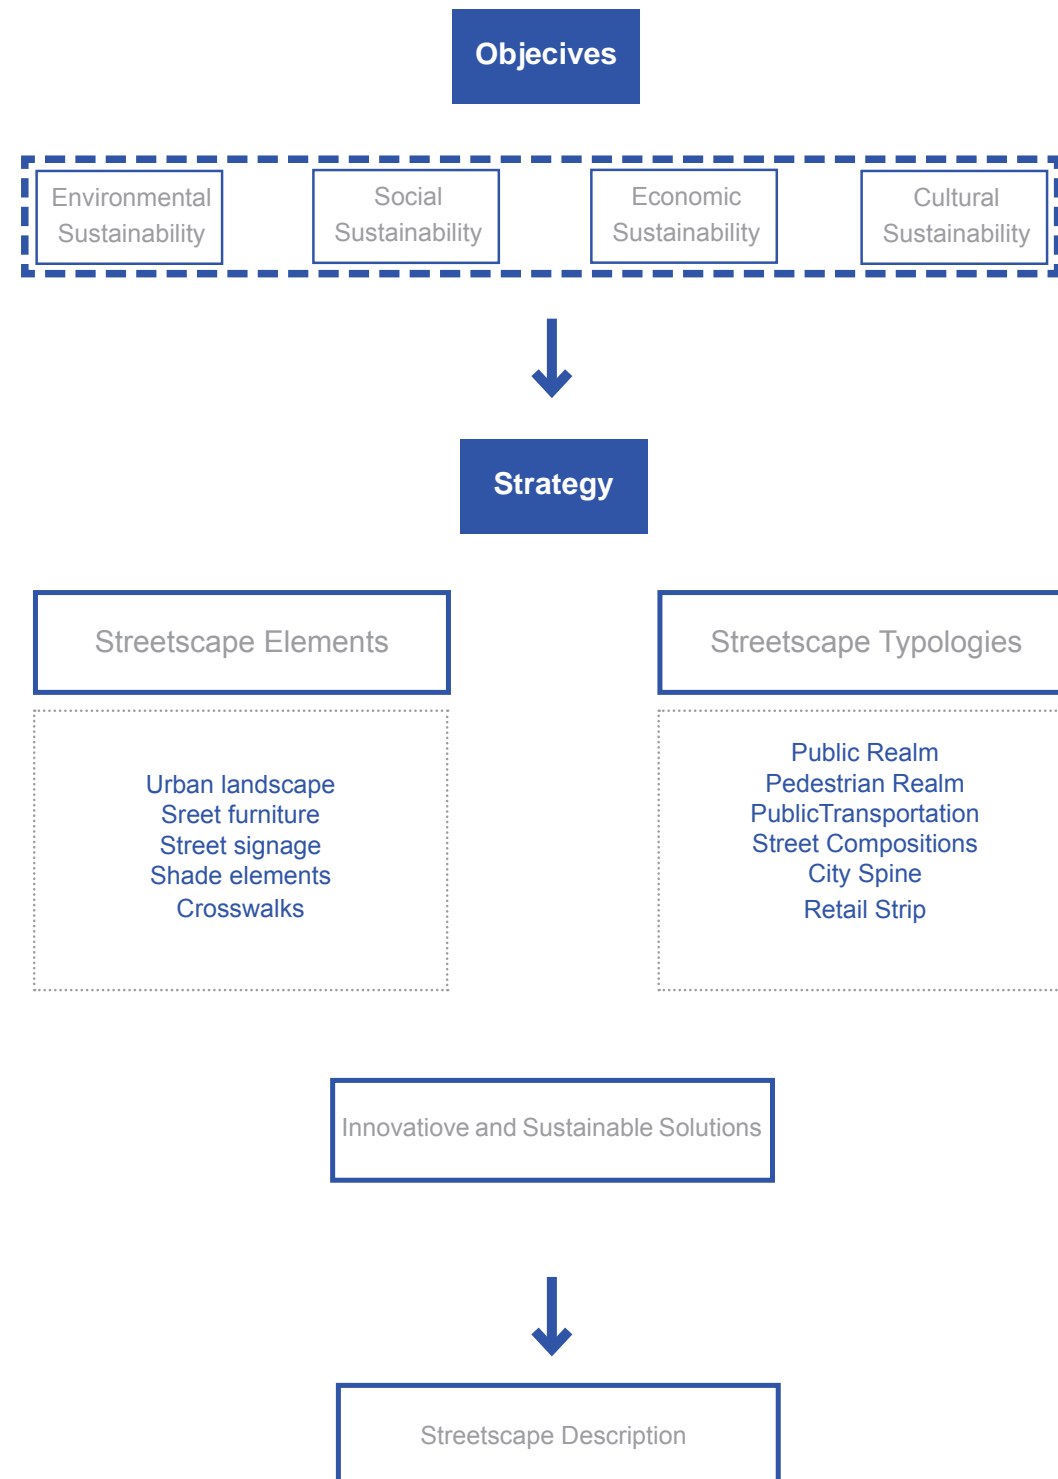 Objecives
Environmental
Sustainability
Social
Sustainability
Economic
Sustainability
Cultural
Sustainability
Strategy
Streetscape Elements
Urban landscape
Sreet furniture
Street signage
Shade elements
Crosswalks
Streetscape Typologies
Public Realm
Pedestrian Realm
PublicTransportation
Street Compositions
City Spine
Retail Strip
Innovatiove and Sustainable Solutions
Streetscape Description